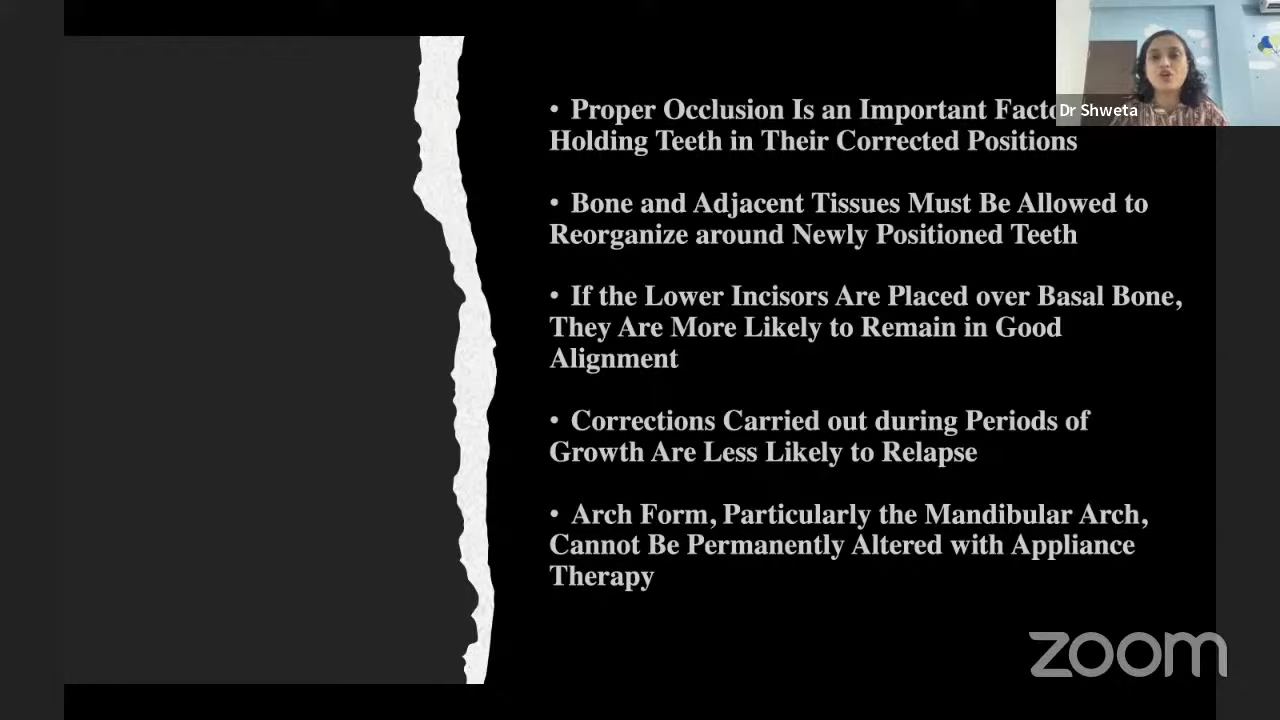 • Proper Occlusion Is an Important
Dr Shweta
Holding Teeth in Their Corrected Positions
• Bone and Adjacent Tissues Must Be Allowed to
Reorganize around Newly Positioned Teeth
• If the Lower Incisors Are Placed over Basal Bone,
They Are More Likely to Remain in Good
Alignment
• Corrections Carried out during Periods of
Growth Are Less Likely to Relapse
• Arch Form, Particularly the Mandibular Arch,
Cannot Be Permanently Altered with Appliance
Therapy
zoom